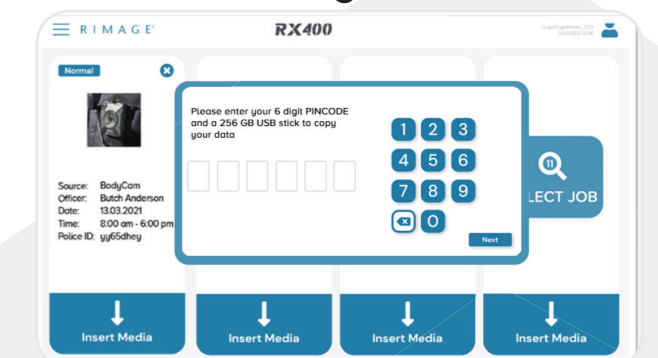 RIMAGE
RX400
Normal
Please enter your 6 digit PINCODE
and a 256 GB USB stick to copy
your data
1 2 3
4 5 6
7 8 9
0
Next
11
LECT JOB
Source: BodyCam
Officer: Butch Anderson
Date: 13.03.2021
Time: 8:00 am - 6:00 pm
Police ID: yy65dhey
Insert Media
Insert Media
Insert Media
Insert Media